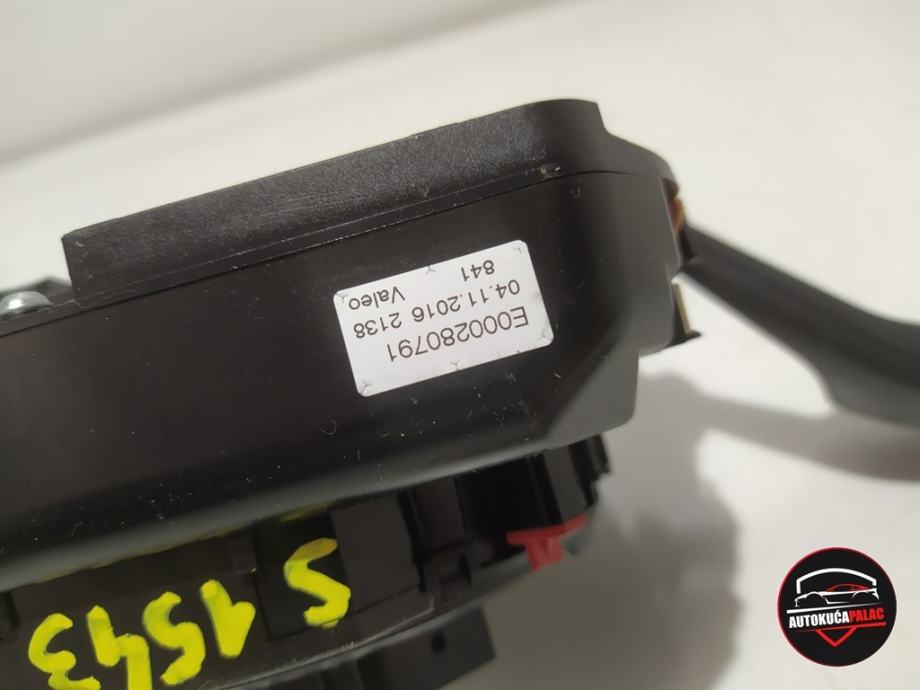 E000280791
04.11.2016 2138
Valeo
841
S 1543
AUTOKUĆAPALAC